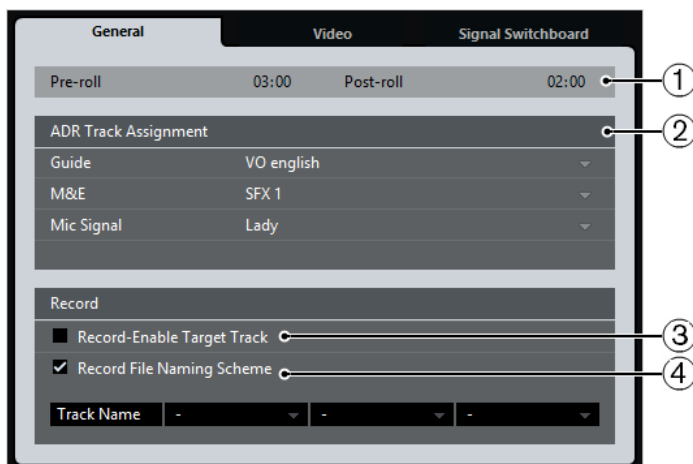 General Video Signal Switchboard
Pre-roll 03:00 Post-roll 02:00 1
ADR Track Assignment 2
Guide VO english
M&E SFX 1
Mic Signal Lady
Record
Record-Enable Target Track 3
Record File Naming Scheme 4
Track Name - - -